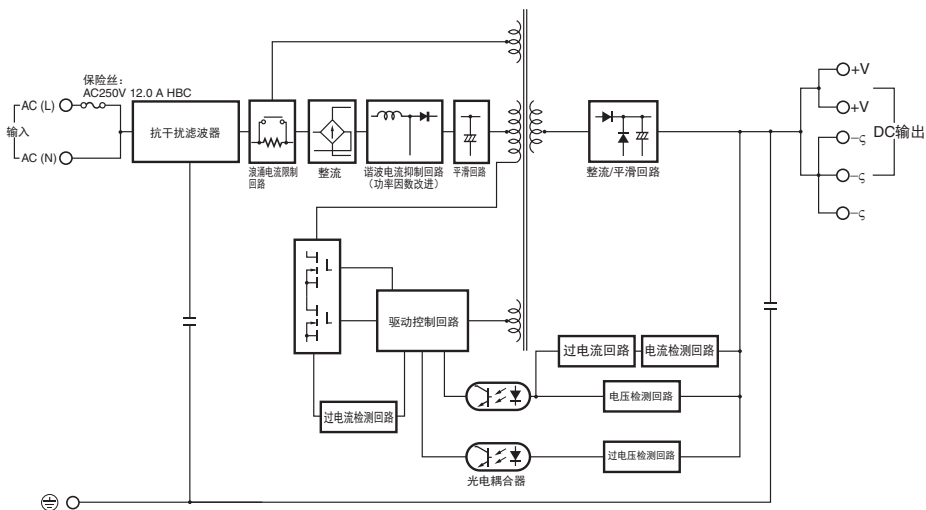 保险丝：
AC250V 12.0 A HBC
AC (L)
输入
AC (N)
抗干扰滤波器
浪涌电流限制
回路
整流
谐波电流抑制回路
（功率因数改进）
平滑回路
整流/平滑回路
+V
+V
DC输出
−ς
−ς
−ς
驱动控制回路
过电流检测回路
过电流回路
电流检测回路
电压检测回路
过电压检测回路
光电耦合器